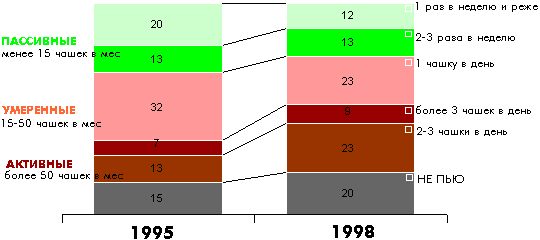 ПАССИВНЫЕ
менее 15 чашек в мес
УМЕРЕННЫЕ
15-50 чашек в мес
АКТИВНЫЕ
более 50 чашек в мес
20
13
32
7
13
15
12
13
23
23
20
1 раз в неделю и реже
2-3 раза в неделю
1 чашку в день
более 3 чашек в день
2-3 чашки в день
НЕ ПЬЮ
1995
1998